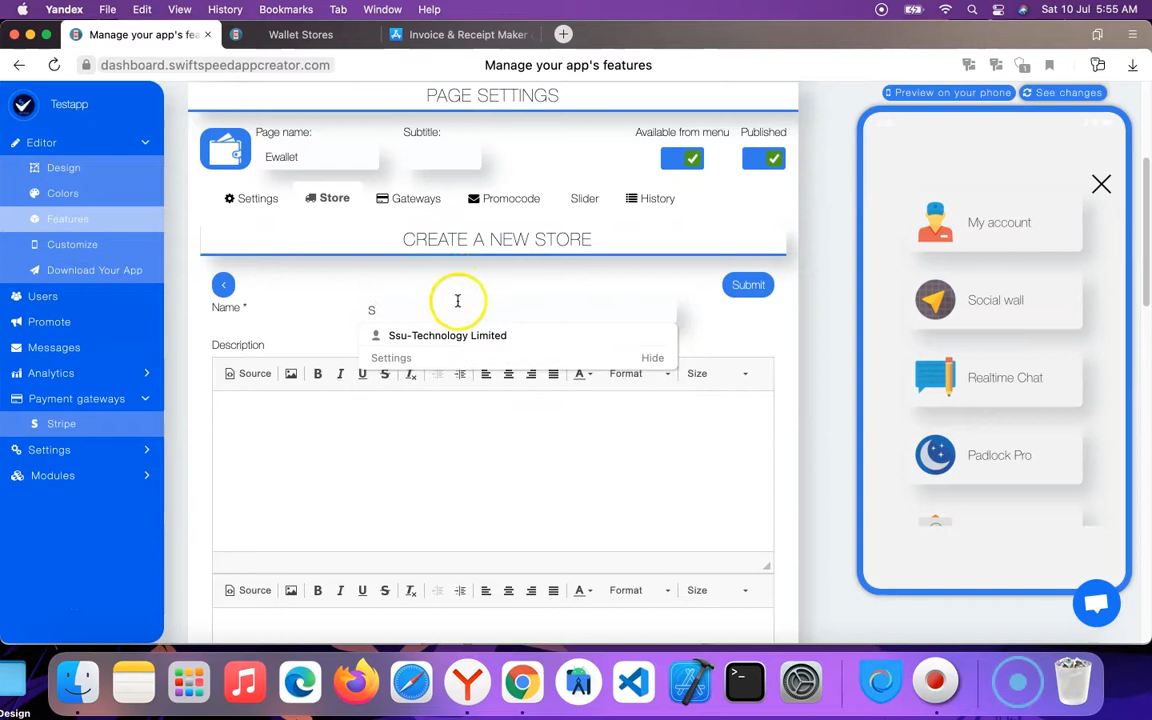 Yandex File Edit View History Bookmarks Tab Window Help Sat 10 Jul 5:55 AM
Manage your app's fea Wallet Stores Invoice & Receipt Maker
dashboard.swiftspeedappcreator.com Manage your app's features
Testapp
Editor
Design
Colors
Features
Customize
Download Your App
Users
Promote
Messages
Analytics
Payment gateways
Stripe
Settings
Modules
PAGE SETTINGS
Page name: Subtitle: Available from menu Published
Ewallet
Settings Store Gateways Promocode Slider History
CREATE A NEW STORE
Submit
Name *
S
Ssu-Technology Limited
Settings Hide
Description
Source B I U S Ix A Format Size
Source B I U S Ix A Format Size
Preview on your phone See changes
My account
Social wall
Realtime Chat
Padlock Pro
Design